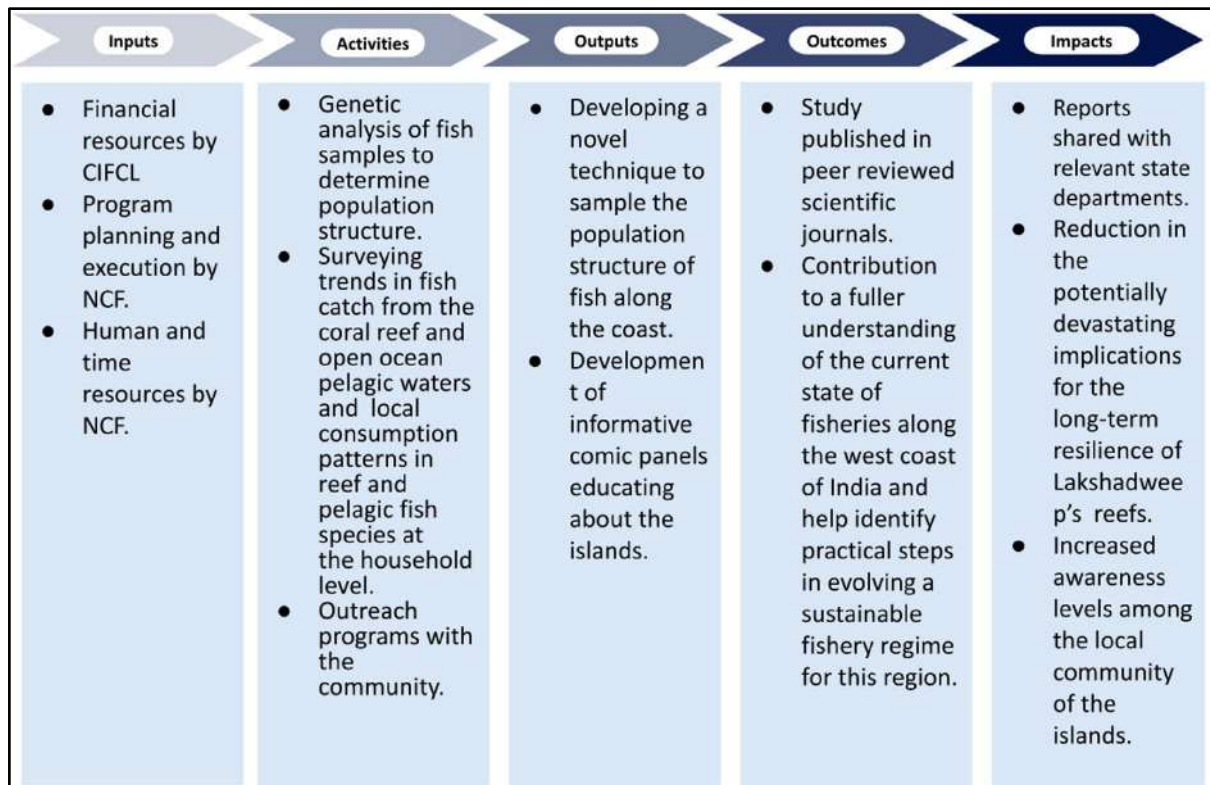 Inputs
Activities
Outputs
Outcomes
Impacts
● Financial
resources by
CIFCL
● Program
planning and
execution by
NCF.
● Human and
time
resources by
NCF.
● Genetic
analysis of fish
samples to
determine
population
structure.
● Surveying
trends in fish
catch from the
coral reef and
open ocean
pelagic waters
and local
consumption
patterns in
reef and
pelagic fish
species at
the household
level.
● Outreach
programs with
the
community.
● Developing a
novel
technique to
sample the
population
structure of
fish along
the coast.
● Developmen
t of
informative
comic panels
educating
about the
islands.
● Study
published in
peer reviewed
scientific
journals.
● Contribution
to a fuller
understanding
of the current
state of
fisheries along
the west coast
of India and
help identify
practical steps
in evolving a
sustainable
fishery regime
for this region.
● Reports
shared with
relevant state
departments.
● Reduction in
the
potentially
devastating
implications
for the
long-term
resilience of
Lakshadwee
p’s reefs.
● Increased
awareness
levels among
the local
community
of the
islands.